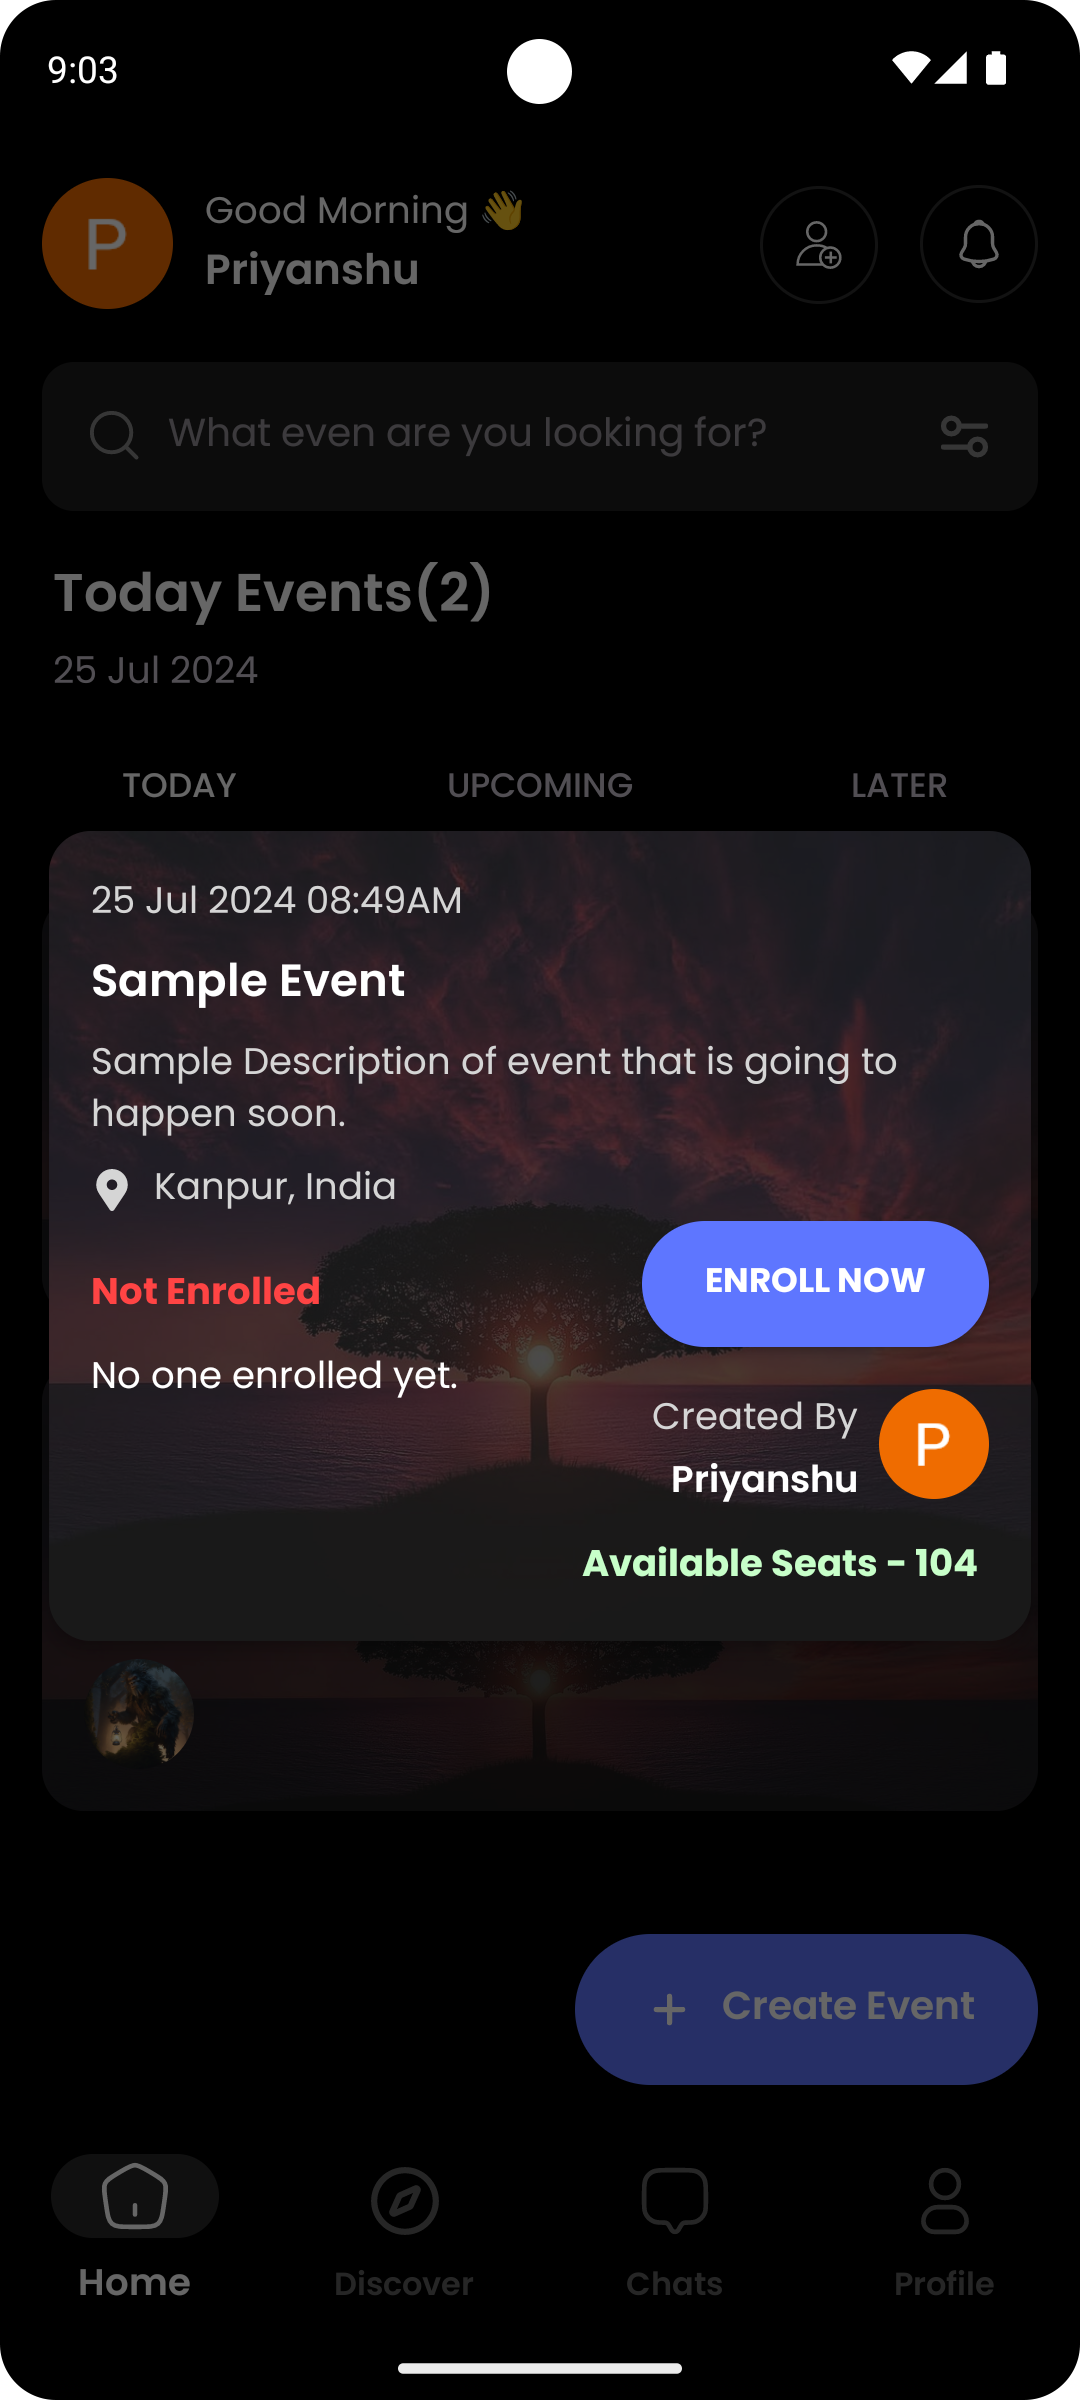 9:03
P
Good Morning 👋
Priyanshu
What even are you looking for?
Today Events(2)
25 Jul 2024
TODAY UPCOMING LATER
25 Jul 2024 08:49AM
Sample Event
Sample Description of event that is going to
happen soon.
Kanpur, India
Not Enrolled
ENROLL NOW
No one enrolled yet.
Created By
Priyanshu
P
Available Seats - 104
+ Create Event
Home Discover Chats Profile